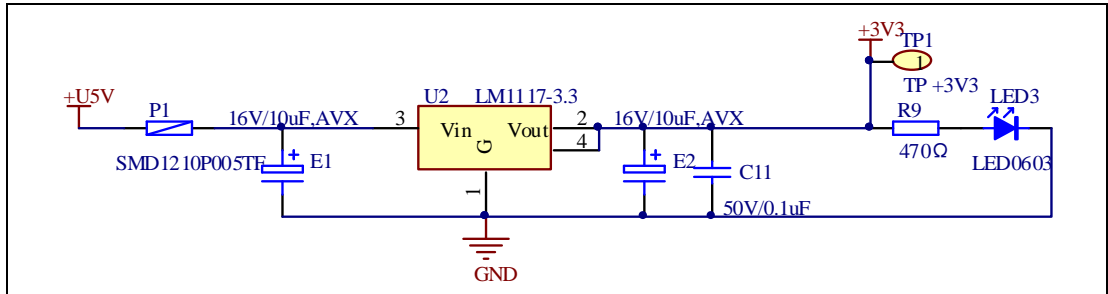 +3V3
TP1
1
TP +3V3
+U5V
P1
U2
LM1117-3.3
R9
LED3
16V/10uF,AVX
3
Vin
Vout
G
2
4
16V/10uF,AVX
SMD1210P005TF
E1
E2
C11
470Ω
LED0603
1
50V/0.1uF
GND